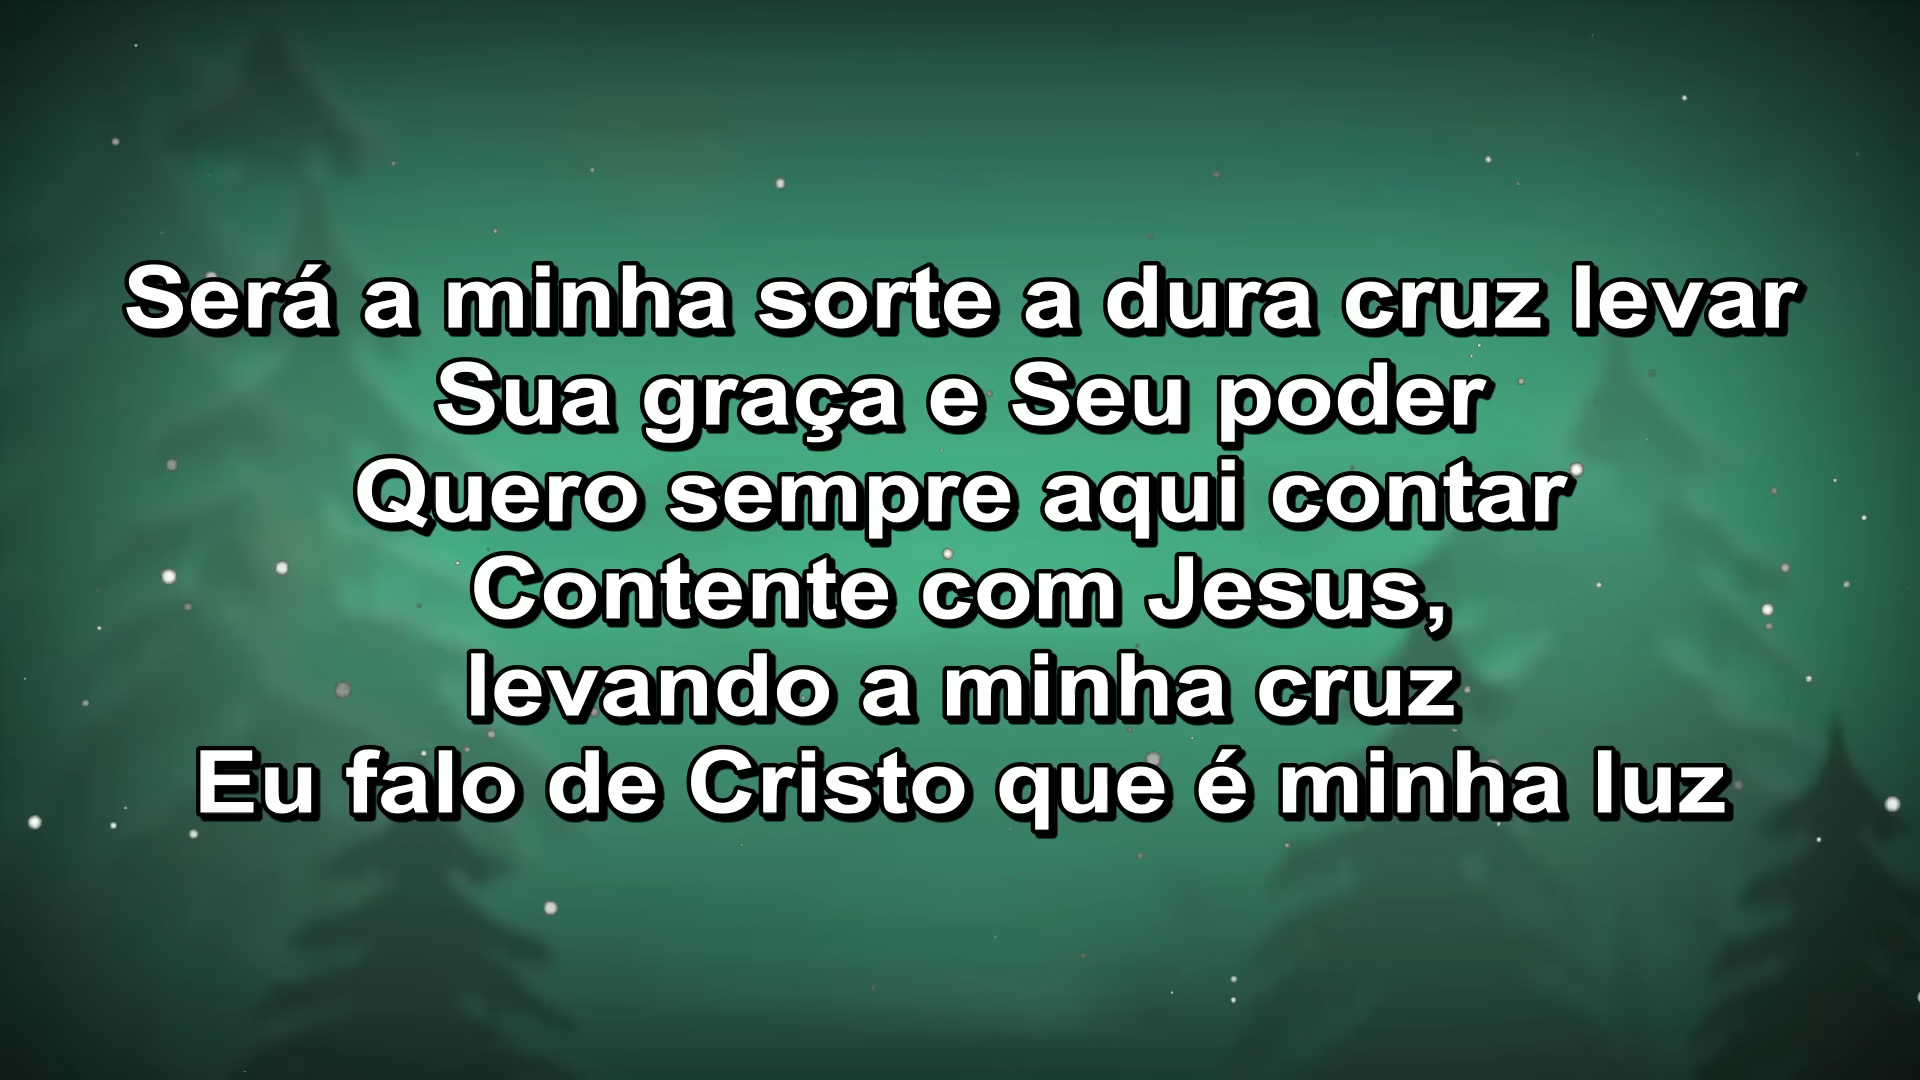 Será a minha sorte a dura cruz levar
Sua graça e Seu poder
Quero sempre aqui contar
Contente com Jesus,
levando a minha cruz
Eu falo de Cristo que é minha luz